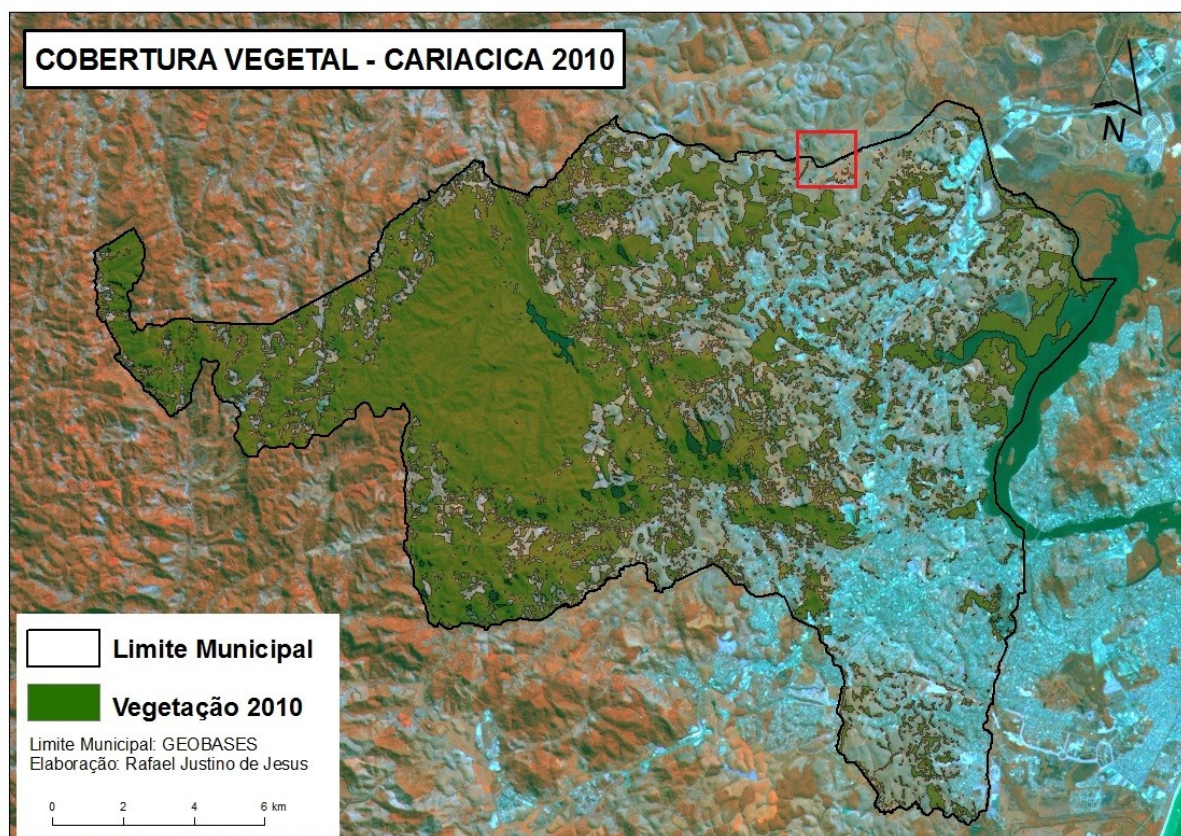 COBERTURA VEGETAL - CARIACICA 2010
N
Limite Municipal
Vegetação 2010
Limite Municipal: GEOBASES
Elaboração: Rafael Justino de Jesus
0 2 4 6 km